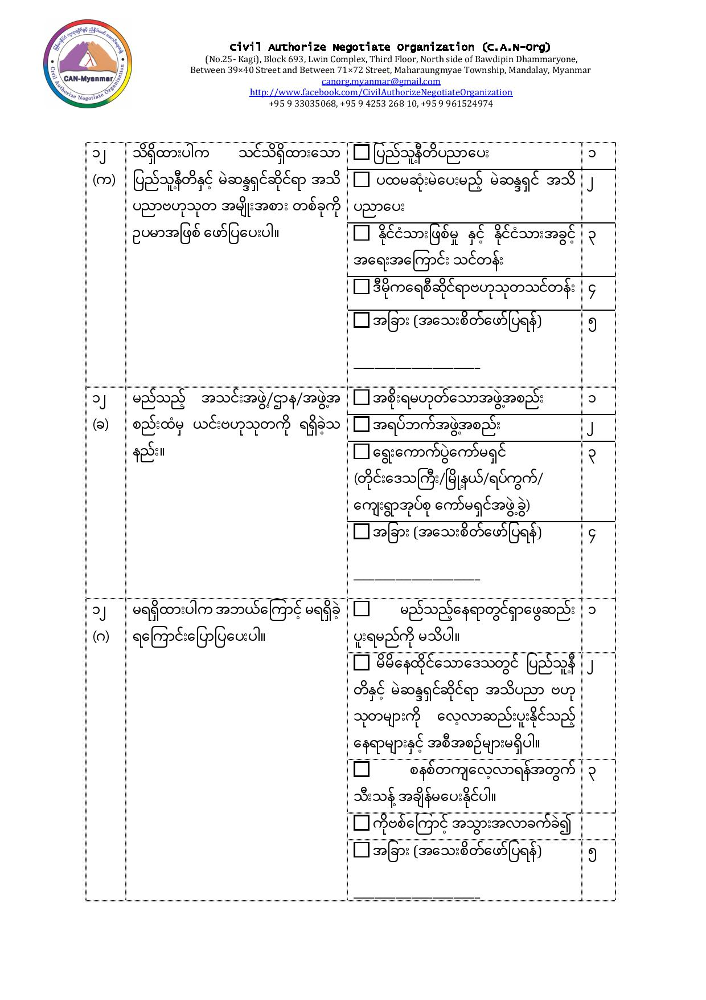 Civil Authorize Negotiate Organization (C.A.N-Org)
(No.25- Kagi), Block 693, Lwin Complex, Third Floor, North side of Bawdipin Dhammaryone,
Between 39×40 Street and Between 71×72 Street, Maharaungmyae Township, Mandalay, Myanmar
canorg.myanmar@gmail.com
http://www.facebook.com/CivilAuthorizeNegotiateOrganization
+95 9 33035068, +95 9 4253 268 10, +95 9 961524974
CAN-Myanmar
Civil Authorize Negotiate Organization
၁၂
(က)
သိရှိထားပါက သင်သိရှိထားသော
ပြည်သူ့နီတိနှင့် မဲဆန္ဒရှင်ဆိုင်ရာ အသိ
ပညာဗဟုသုတ အမျိုးအစား တစ်ခုကို
ဥပမာအဖြစ် ဖော်ပြပေးပါ။
ပြည်သူ့နီတိပညာပေး ၁
ပထမဆုံးမဲပေးမည့် မဲဆန္ဒရှင် အသိ ၂
ပညာပေး
နိုင်ငံသားဖြစ်မှု နှင့် နိုင်ငံသားအခွင့် ၃
အရေးအကြောင်း သင်တန်း
ဒီမိုကရေစီဆိုင်ရာဗဟုသုတသင်တန်း ၄
အခြား (အသေးစိတ်ဖော်ပြရန်) ၅
၁၂
(ခ)
မည်သည့် အသင်းအဖွဲ့/ဌာန/အဖွဲ့အ
စည်းထံမှ ယင်းဗဟုသုတကို ရရှိခဲ့သ
နည်း။
အစိုးရမဟုတ်သောအဖွဲ့အစည်း ၁
အရပ်ဘက်အဖွဲ့အစည်း ၂
ရွေးကောက်ပွဲကော်မရှင် ၃
(တိုင်းဒေသကြီး/မြို့နယ်/ရပ်ကွက်/
ကျေးရွာအုပ်စု ကော်မရှင်အဖွဲ့ခွဲ)
အခြား (အသေးစိတ်ဖော်ပြရန်) ၄
၁၂
(ဂ)
မရရှိထားပါက အဘယ်ကြောင့် မရရှိခဲ့
ရကြောင်းပြောပြပေးပါ။
မည်သည့်နေရာတွင်ရှာဖွေဆည်း ၁
ပူးရမည်ကို မသိပါ။
မိမိနေထိုင်သောဒေသတွင် ပြည်သူ့နီ ၂
တိနှင့် မဲဆန္ဒရှင်ဆိုင်ရာ အသိပညာ ဗဟု
သုတများကို လေ့လာဆည်းပူးနိုင်သည့်
နေရာများနှင့် အစီအစဉ်များမရှိပါ။
စနစ်တကျလေ့လာရန်အတွက် ၃
သီးသန့် အချိန်မပေးနိုင်ပါ။
ကိုဗစ်ကြောင့် အသွားအလာခက်ခဲ၍
အခြား (အသေးစိတ်ဖော်ပြရန်) ၅